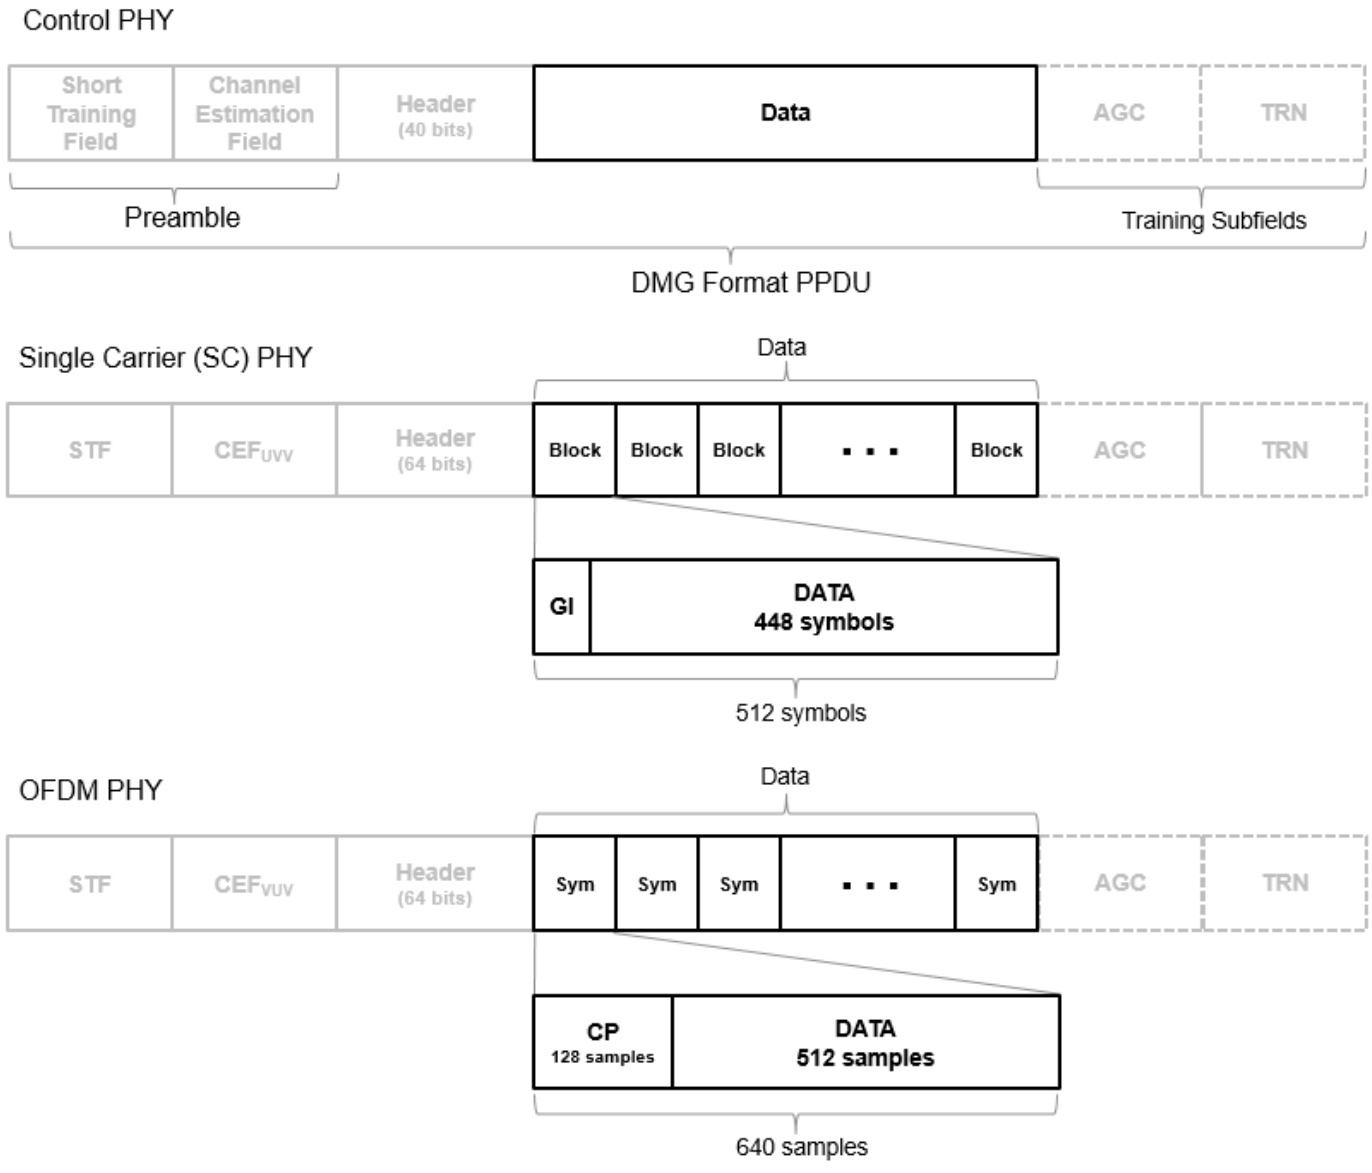 Control PHY
Short
Training
Field
Channel
Estimation
Field
Header
(40 bits)
Data
AGC
TRN
Preamble
Training Subfields
DMG Format PPDU
Single Carrier (SC) PHY
Data
STF
CEFUVV
Header
(64 bits)
Block
Block
Block
▪ ▪ ▪
Block
AGC
TRN
GI
DATA
448 symbols
512 symbols
OFDM PHY
Data
STF
CEFVUV
Header
(64 bits)
Sym
Sym
Sym
▪ ▪ ▪
Sym
AGC
TRN
CP
128 samples
DATA
512 samples
640 samples